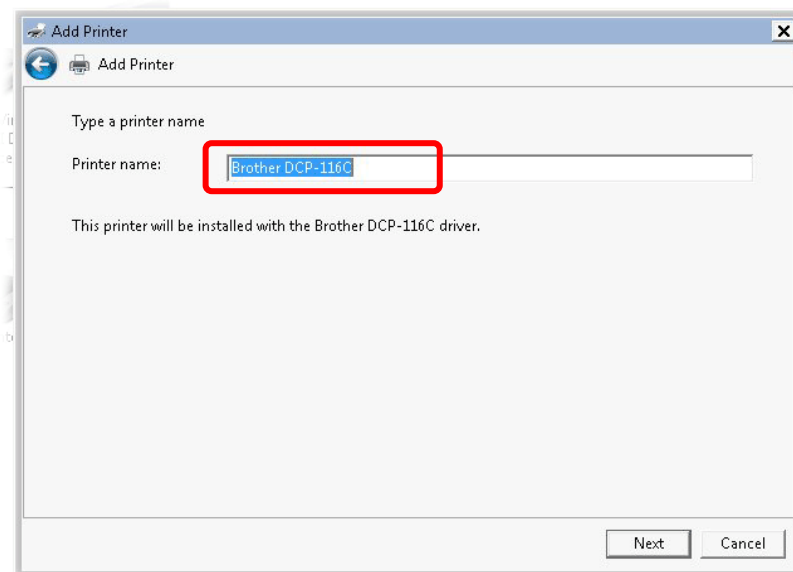 Add Printer
Add Printer
Type a printer name
Printer name: Brother DCP-116C
This printer will be installed with the Brother DCP-116C driver.
Next Cancel